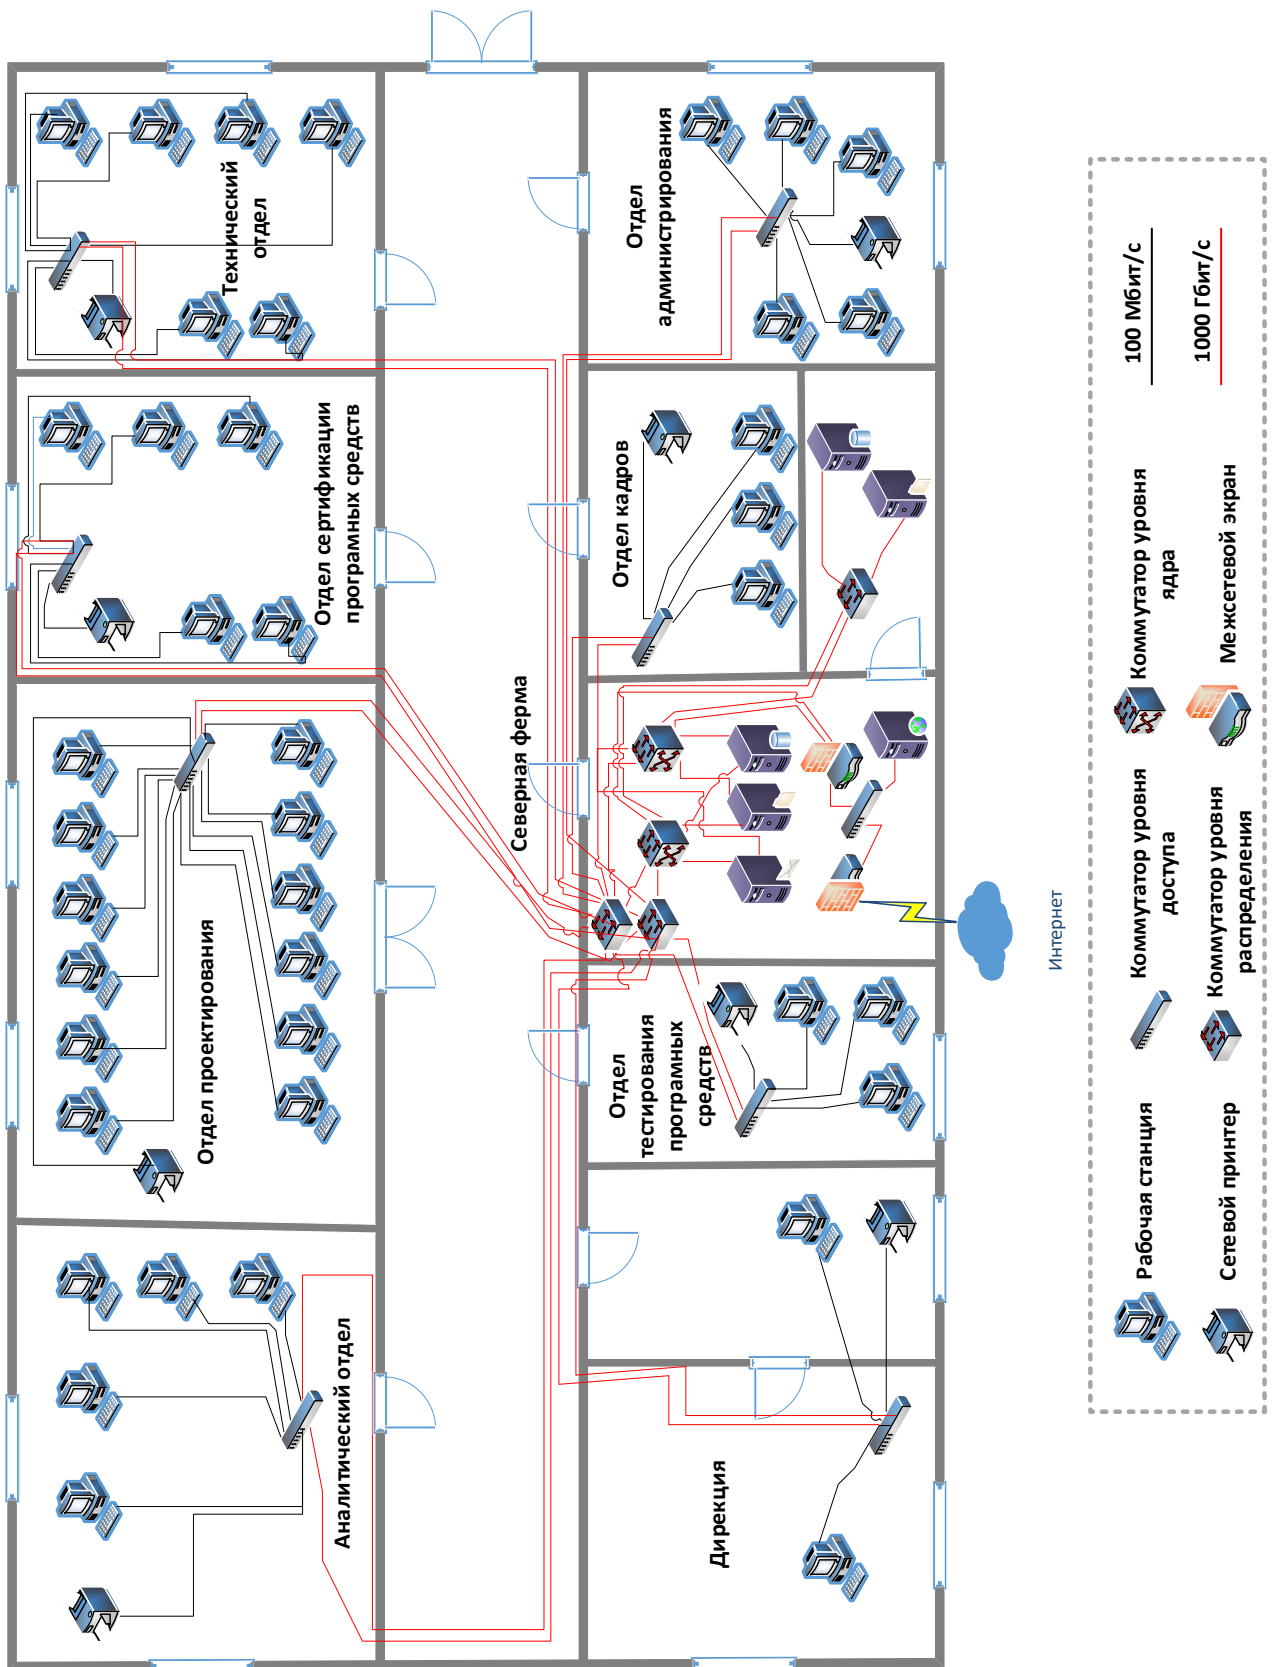 Технический
отдел
Отдел сертификации
программных средств
Отдел проектирования
Аналитический отдел
Северная ферма
Отдел
администрирования
Отдел кадров
Отдел
тестирования
программных
средств
Дирекция
Интернет
Рабочая станция
Сетевой принтер
Коммутатор уровня
доступа
Коммутатор уровня
распределения
Коммутатор уровня
ядра
Межсетевой экран
100 Мбит/с
1000 Гбит/с